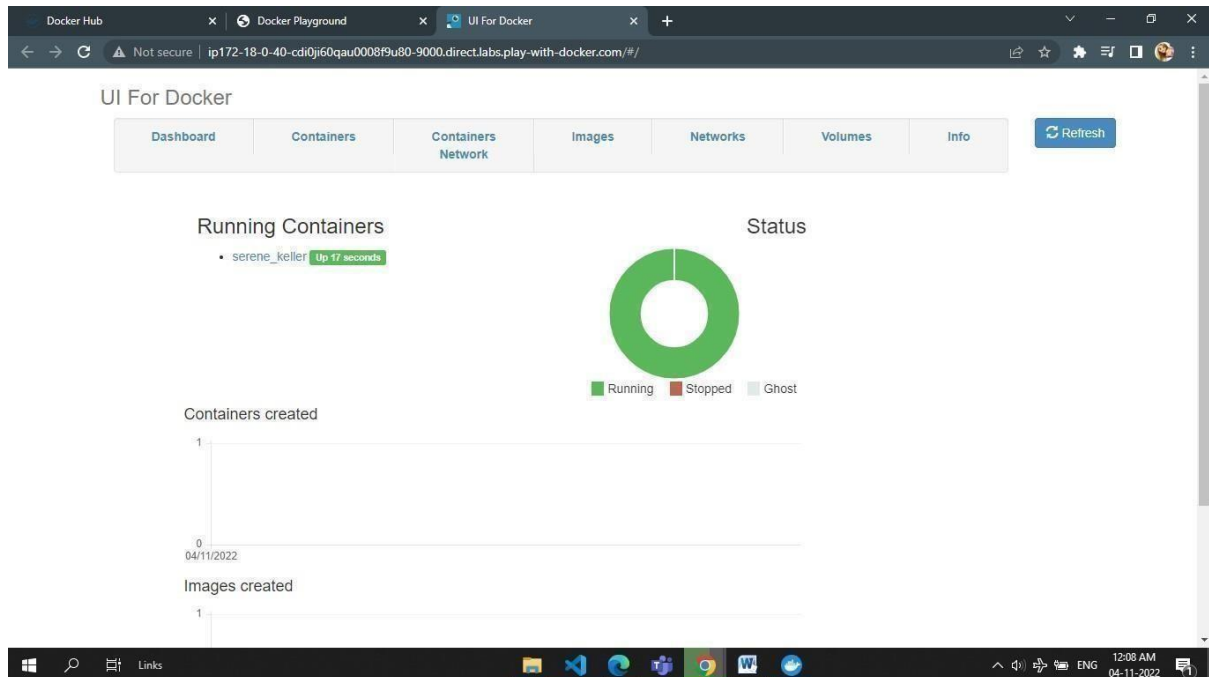 Docker Hub
Docker Playground
UI For Docker
Not secure | ip172-18-0-40-cdi0ji60qau0008f9u80-9000.direct.labs.play-with-docker.com/#/
UI For Docker
Dashboard
Containers
Containers
Network
Images
Networks
Volumes
Info
Refresh
Running Containers
serene_keller Up 17 seconds
Status
Running
Stopped
Ghost
Containers created
1
0
04/11/2022
Images created
1
Links
ENG
12:08 AM
04-11-2022